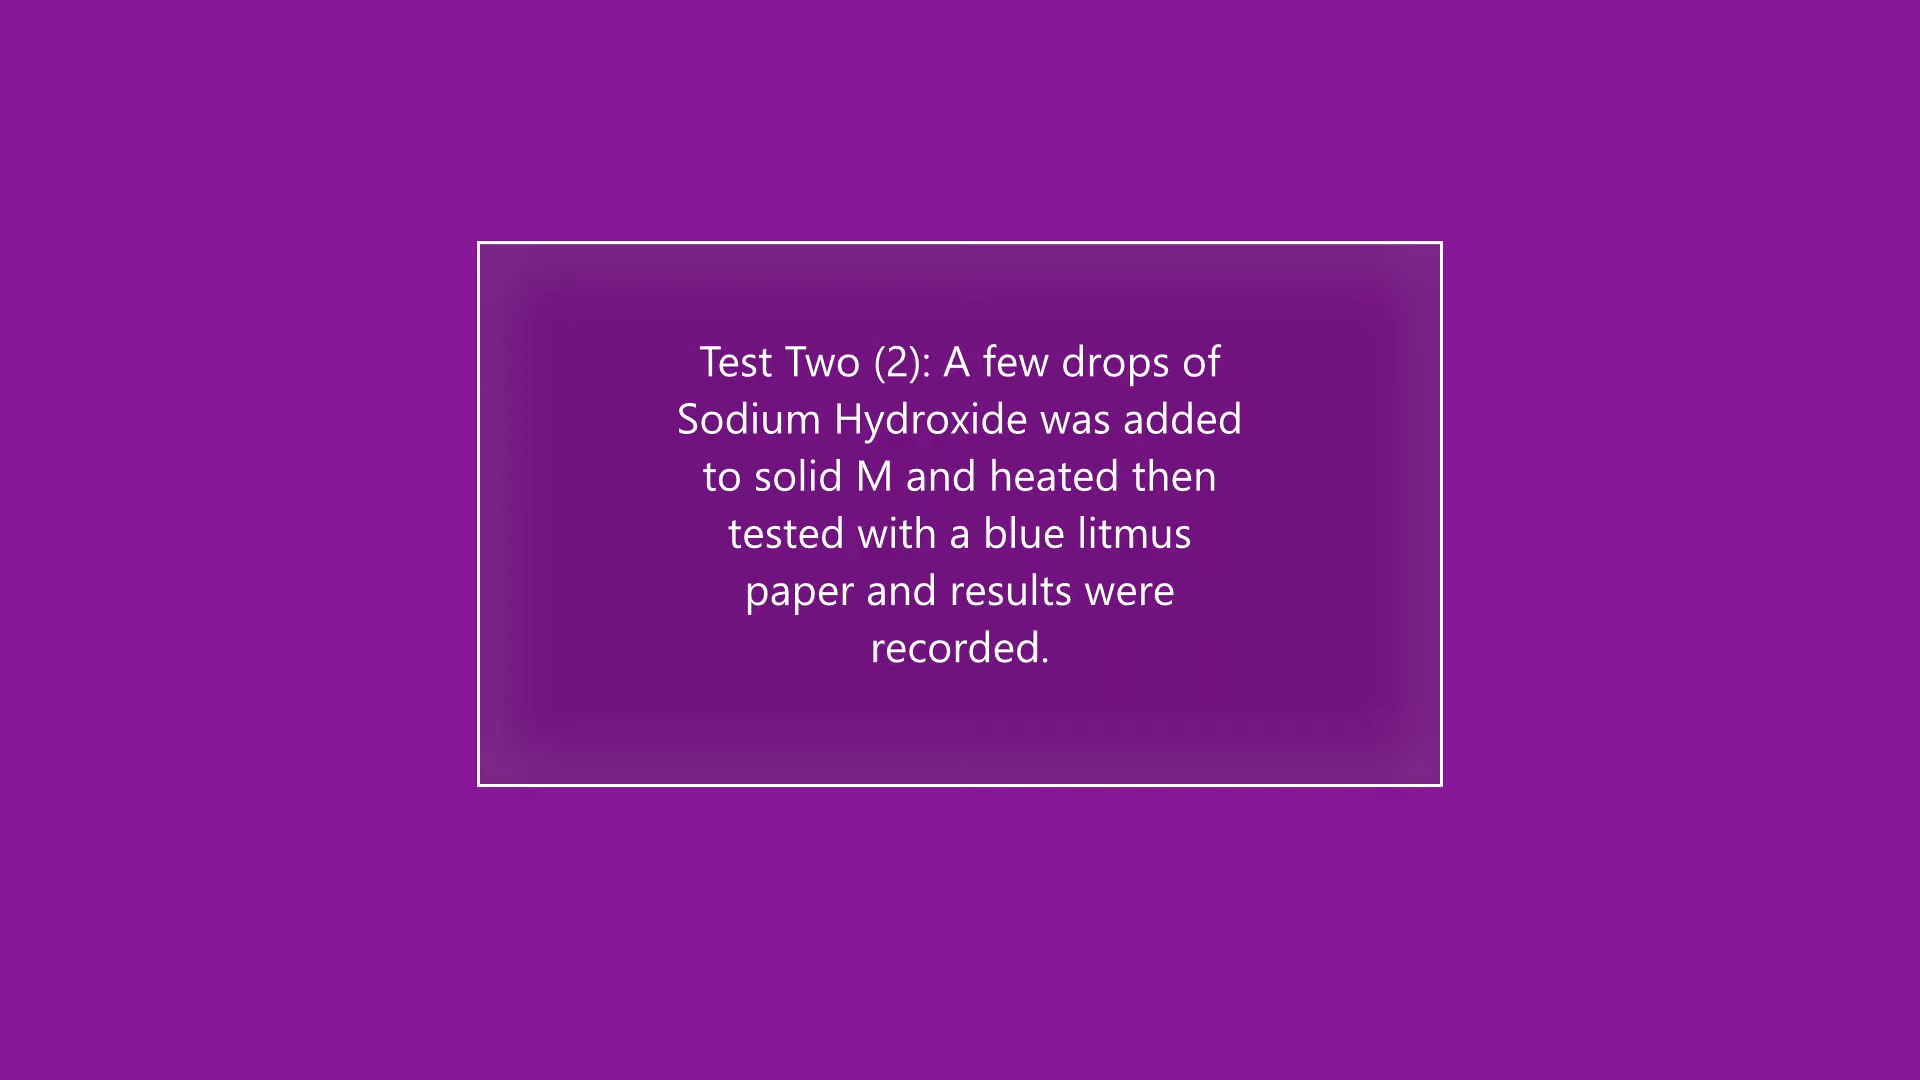 Test Two (2): A few drops of
Sodium Hydroxide was added
to solid M and heated then
tested with a blue litmus
paper and results were
recorded.